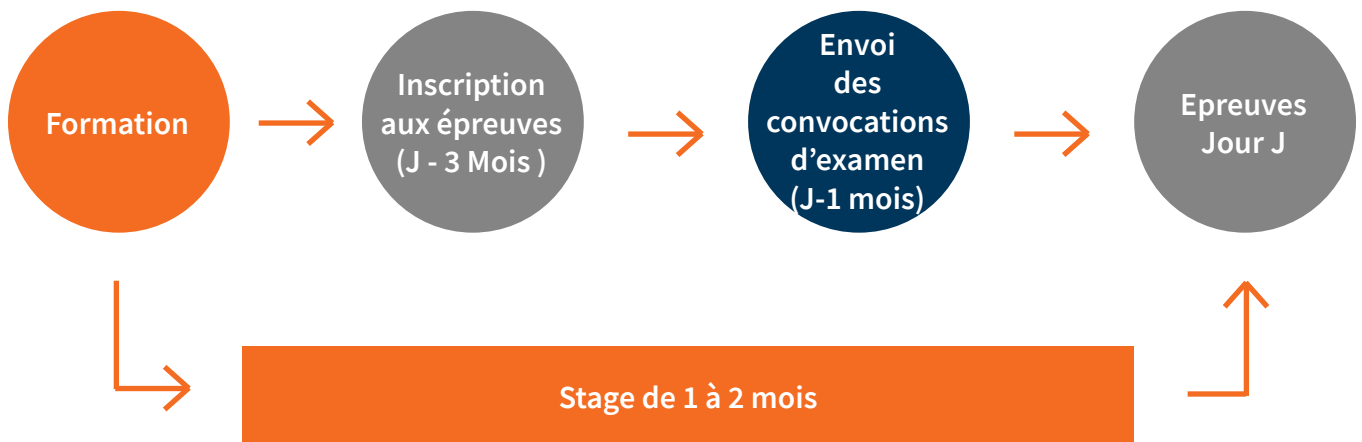 Formation
Inscription
aux épreuves
(J - 3 Mois )
Envoi
des
convocations
d’examen
(J-1 mois)
Epreuves
Jour J
Stage de 1 à 2 mois